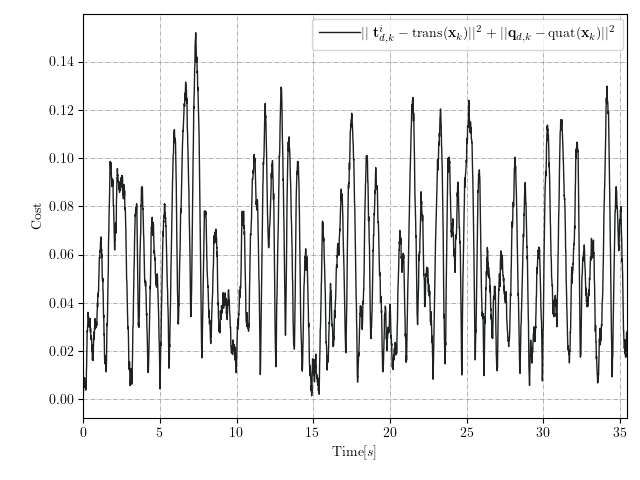 || t^i_{d,k} − trans(x_k)||^2 + ||q_{d,k} − quat(x_k)||^2
0.14
0.12
0.10
0.08
0.06
0.04
0.02
0.00
Cost
0 5 10 15 20 25 30 35
Time[s]